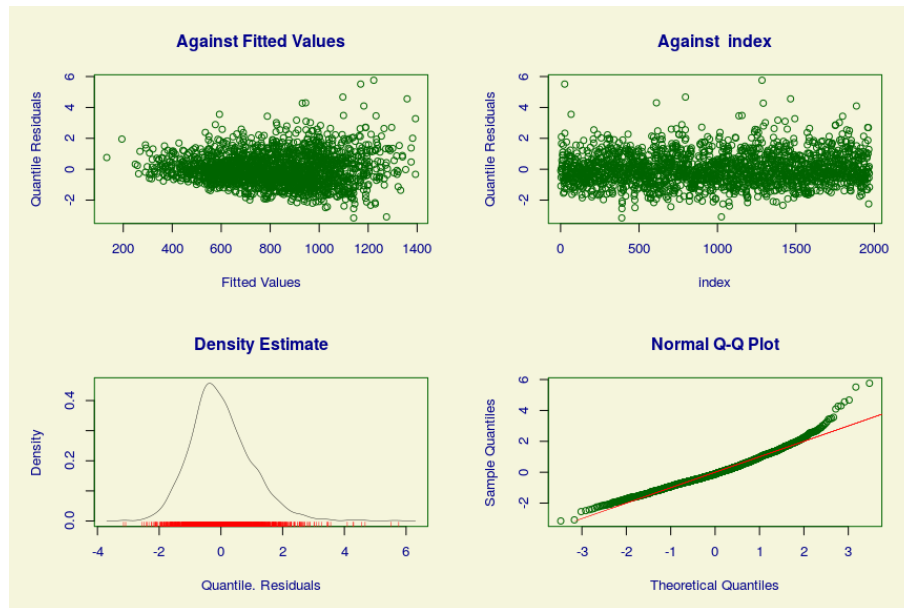 Against Fitted Values
Quantile Residuals
6
4
2
0
-2
200 400 600 800 1000 1200 1400
Fitted Values
Against index
Quantile Residuals
6
4
2
0
-2
0 500 1000 1500 2000
index
Density Estimate
Density
0.4
0.2
0.0
-4 -2 0 2 4 6
Quantile. Residuals
Normal Q-Q Plot
Sample Quantiles
6
4
2
0
-2
-3 -2 -1 0 1 2 3
Theoretical Quantiles